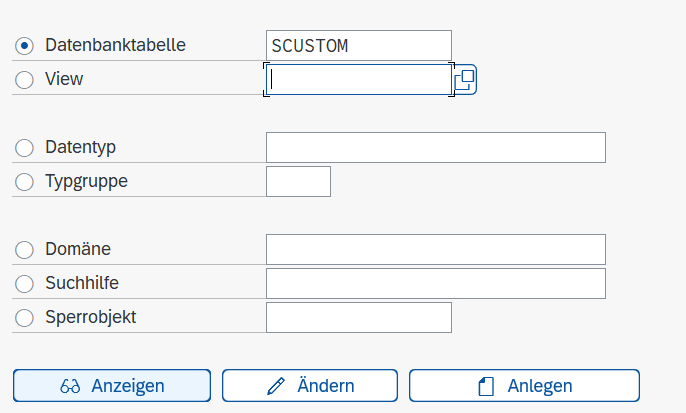 Datenbanktabelle SCUSTOM
View
Datentyp
Typgruppe
Domäne
Suchhilfe
Sperrobjekt
Anzeigen Ändern Anlegen